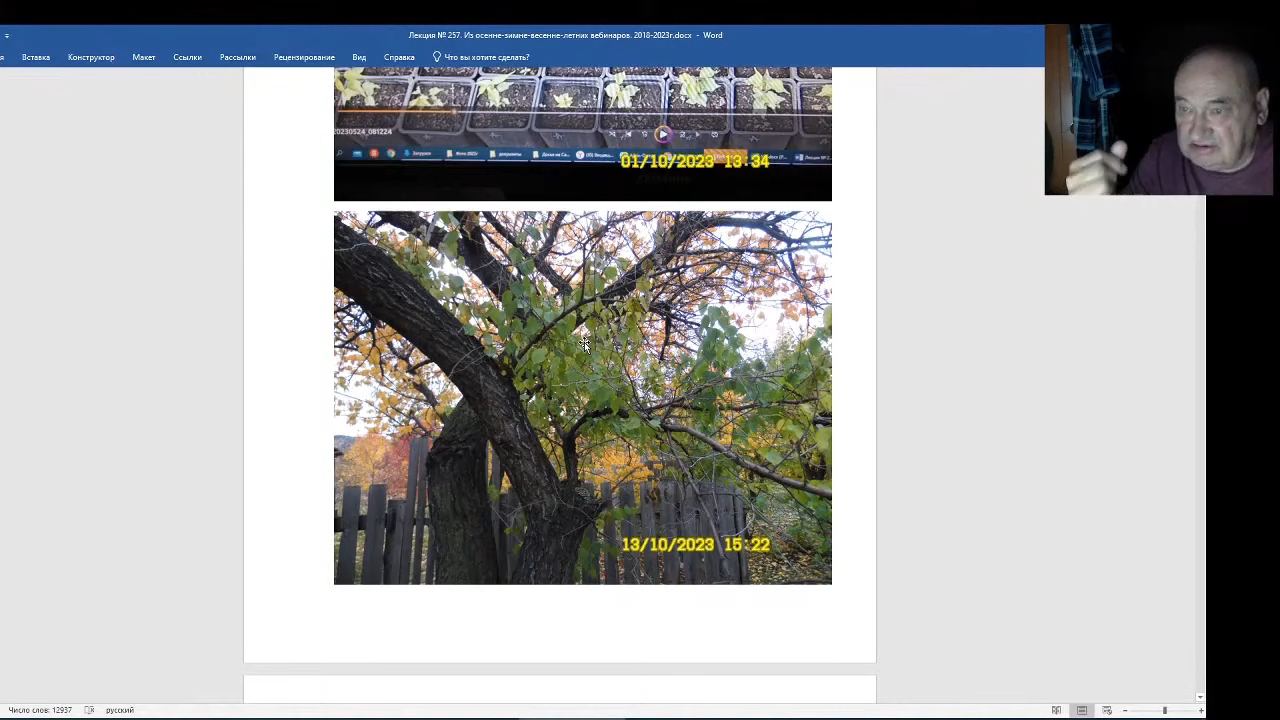 Лекция № 257. Из осенне-зимне-весенне-летних вебинаров. 2018-2023г.docx - Word
Вставка Конструктор Макет Ссылки Рассылки Рецензирование Вид Справка Что вы хотите сделать?
20230524_081224
01/10/2023 13:34
13/10/2023 15:22
Число слов: 12937 русский